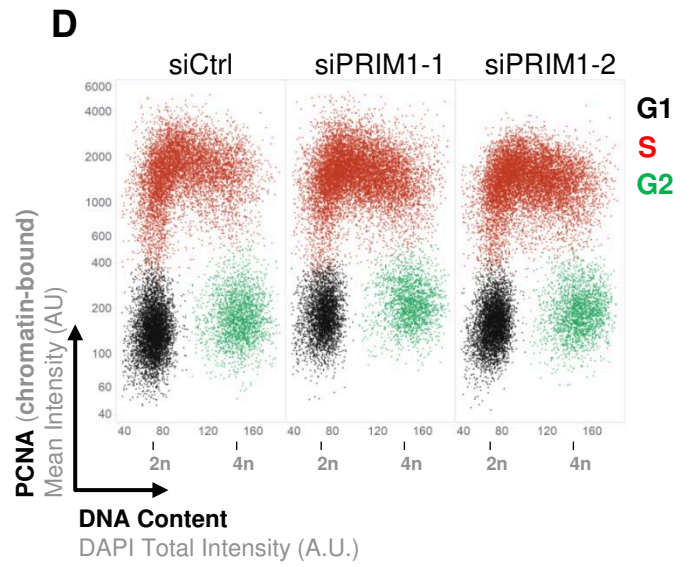 D
siCtrl siPRIM1-1 siPRIM1-2
G1
S
G2
6000
4000
2000
1000
600
400
200
100
60
40
PCNA (chromatin-bound)
Mean Intensity (AU)
40 80 120 160 40 80 120 160 40 80 120 160
2n 4n 2n 4n 2n 4n
DNA Content
DAPI Total Intensity (A.U.)